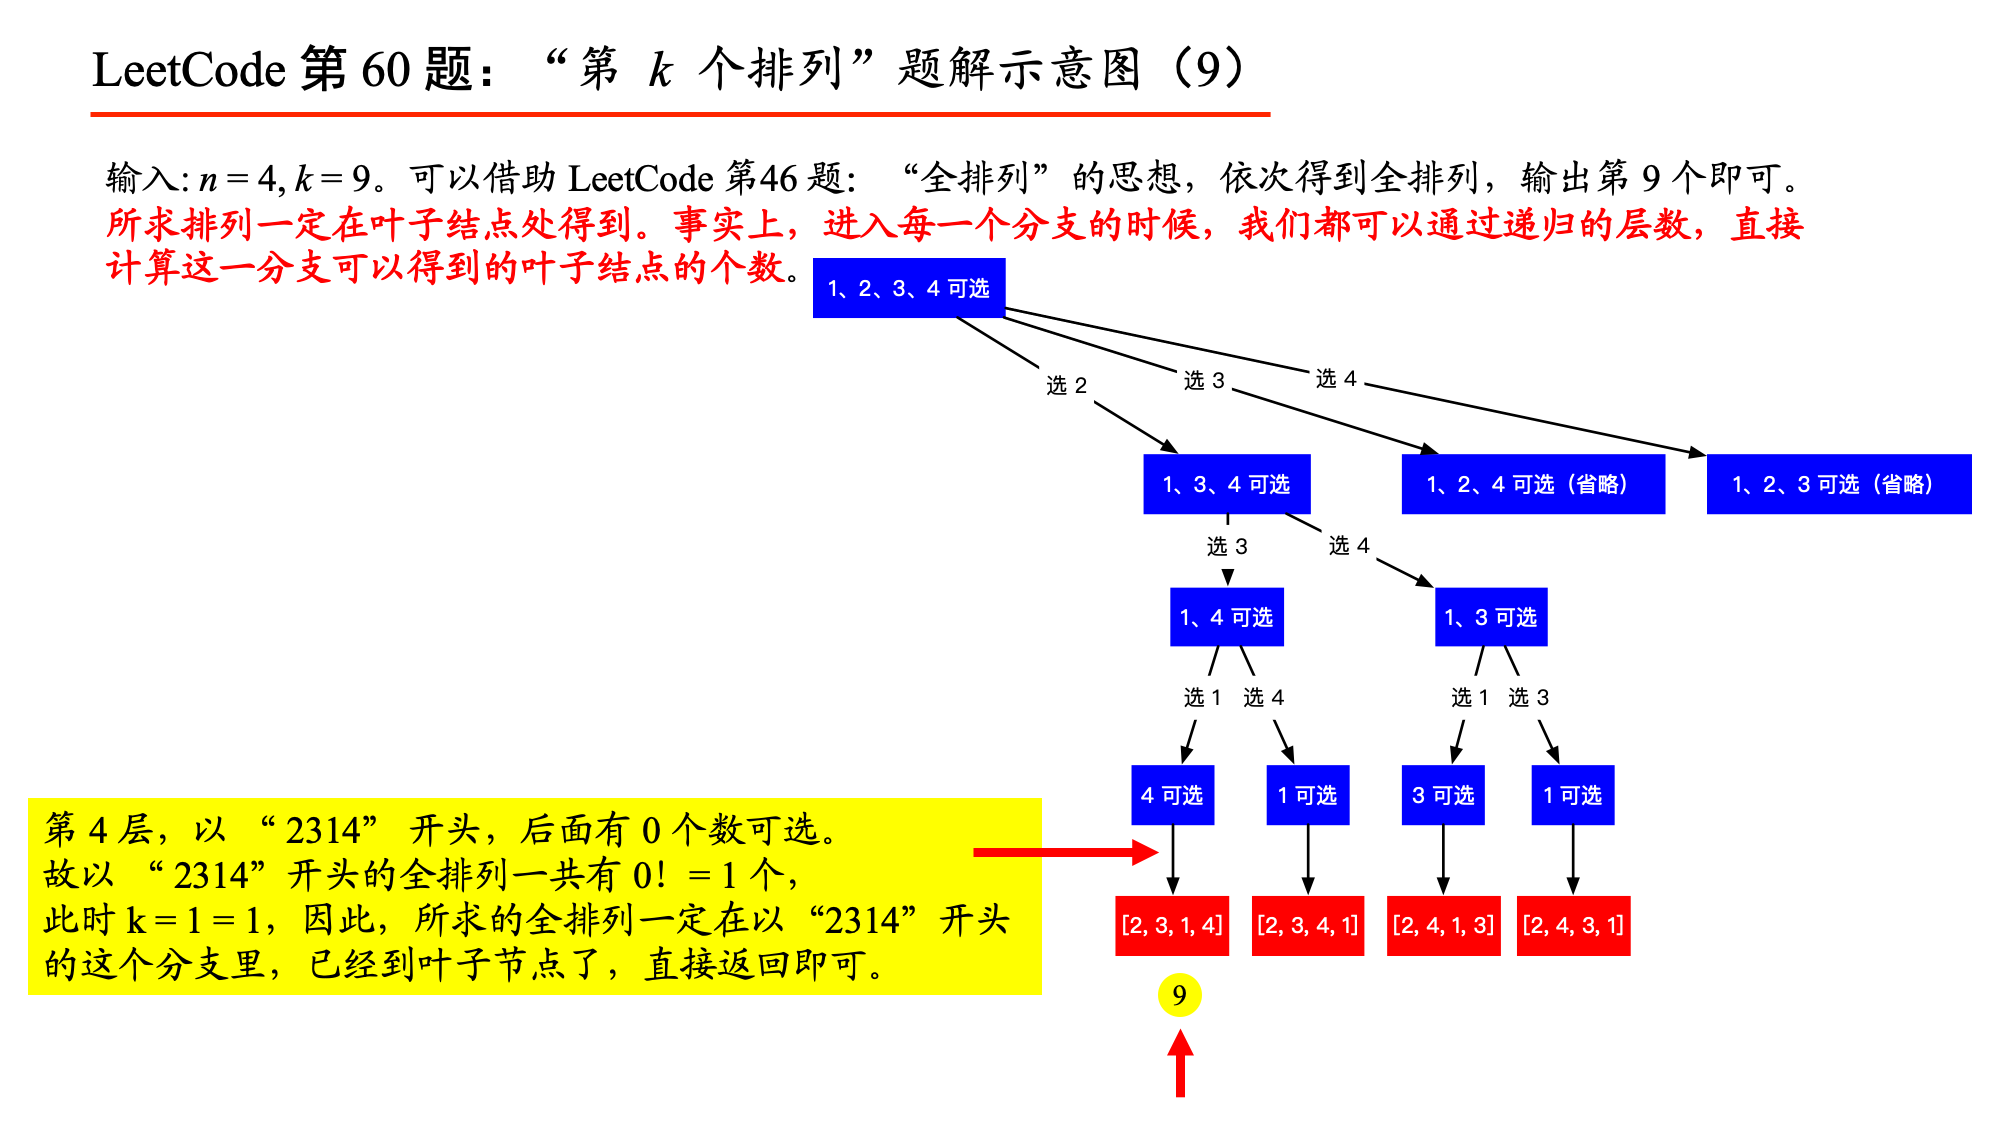 LeetCode 第 60 题：“第 k 个排列”题解示意图（9）
输入: n = 4, k = 9。可以借助 LeetCode 第46 题：“全排列”的思想，依次得到全排列，输出第 9 个即可。
所求排列一定在叶子结点处得到。事实上，进入每一个分支的时候，我们都可以通过递归的层数，直接
计算这一分支可以得到的叶子结点的个数。
1、2、3、4 可选
选 2
选 3
选 4
1、3、4 可选
1、2、4 可选（省略）
1、2、3 可选（省略）
选 3
选 4
1、4 可选
1、3 可选
选 1
选 4
选 1
选 3
4 可选
1 可选
3 可选
1 可选
第 4 层，以 “ 2314” 开头，后面有 0 个数可选。
故以 “ 2314”开头的全排列一共有 0！= 1 个，
此时 k = 1 = 1，因此，所求的全排列一定在以“2314”开头
的这个分支里，已经到叶子节点了，直接返回即可。
[2, 3, 1, 4]
[2, 3, 4, 1]
[2, 4, 1, 3]
[2, 4, 3, 1]
9